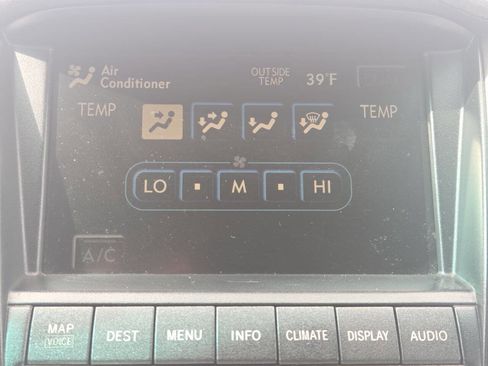 Air
Conditioner
OUTSIDE
TEMP
39°F
TEMP
TEMP
LO
M
HI
A/C
MAP
VOICE
DEST
MENU
INFO
CLIMATE
DISPLAY
AUDIO